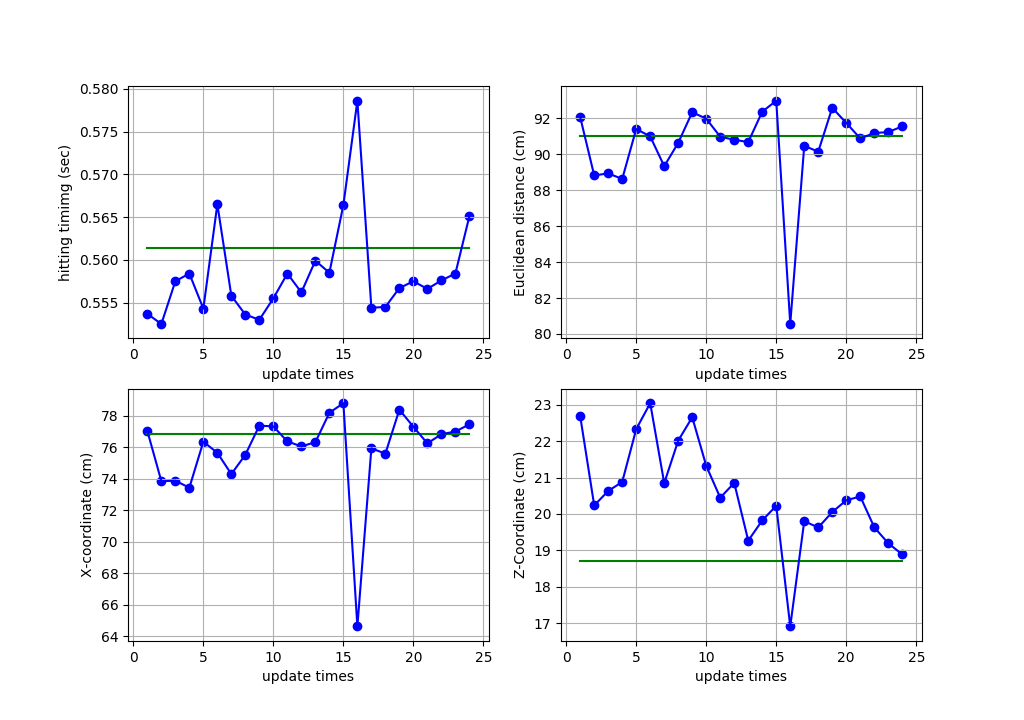 0.580
0.575
0.570
0.565
0.560
0.555
hitting timimg (sec)
0 5 10 15 20 25
update times
92
90
88
86
84
82
80
Euclidean distance (cm)
0 5 10 15 20 25
update times
78
76
74
72
70
68
66
64
X-coordinate (cm)
0 5 10 15 20 25
update times
23
22
21
20
19
18
17
Z-Coordinate (cm)
0 5 10 15 20 25
update times